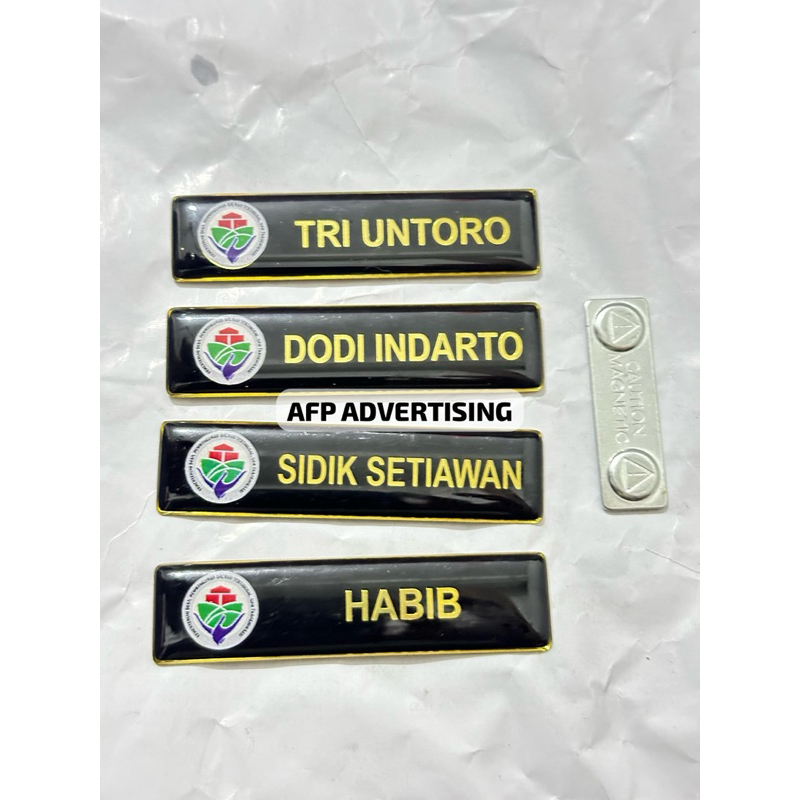 TRI UNTORO
DODI INDARTO
AFP ADVERTISING
SIDIK SETIAWAN
HABIB
CAUTION
MAGNETIC